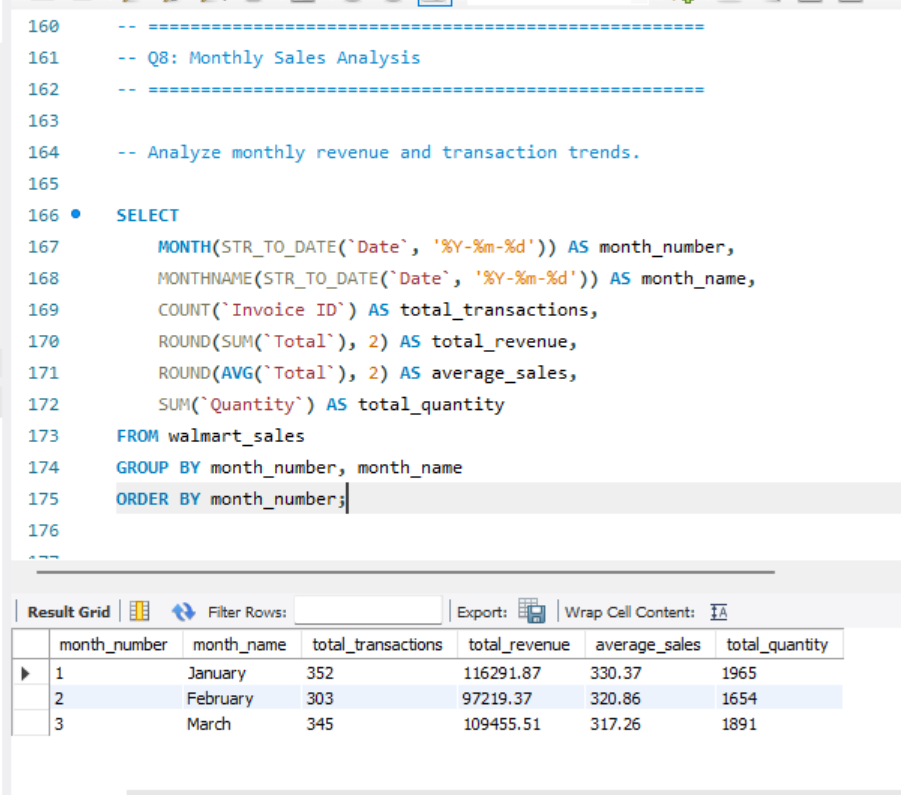 160 -- =====================================================
161 -- Q8: Monthly Sales Analysis
162 -- =====================================================
163
164 -- Analyze monthly revenue and transaction trends.
165
166 SELECT
167 MONTH(STR_TO_DATE(`Date`, '%Y-%m-%d')) AS month_number,
168 MONTHNAME(STR_TO_DATE(`Date`, '%Y-%m-%d')) AS month_name,
169 COUNT(`Invoice ID`) AS total_transactions,
170 ROUND(SUM(`Total`), 2) AS total_revenue,
171 ROUND(AVG(`Total`), 2) AS average_sales,
172 SUM(`Quantity`) AS total_quantity
173 FROM walmart_sales
174 GROUP BY month_number, month_name
175 ORDER BY month_number;
176
Result Grid Filter Rows: Export: Wrap Cell Content:
month_number month_name total_transactions total_revenue average_sales total_quantity
1 January 352 116291.87 330.37 1965
2 February 303 97219.37 320.86 1654
3 March 345 109455.51 317.26 1891